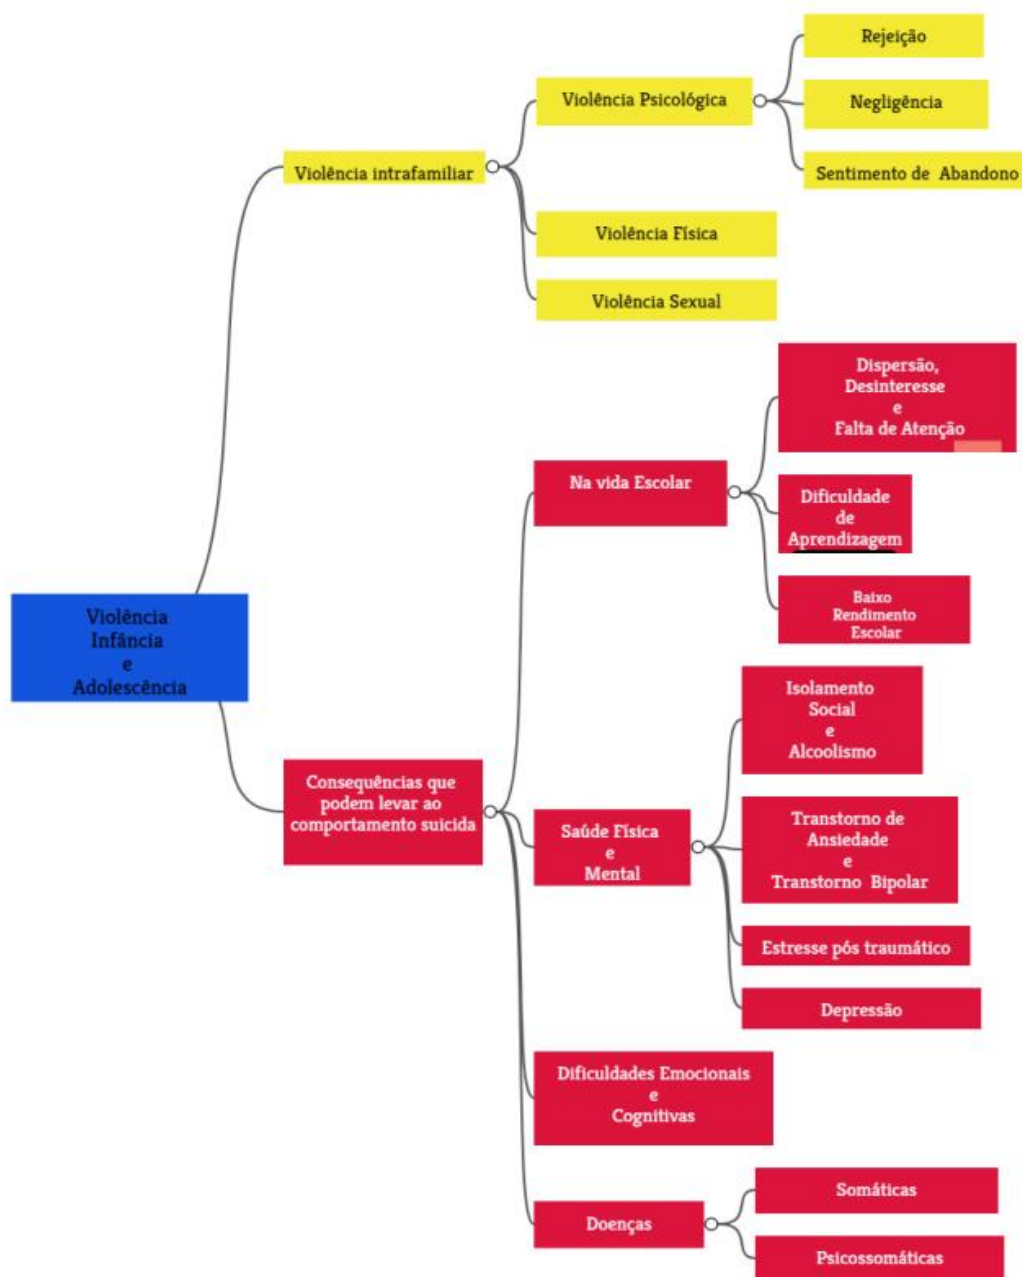 Rejeição
Violência Psicológica
Negligência
Violência intrafamiliar
Sentimento de Abandono
Violência Física
Violência Sexual
Dispersão,
Desinteresse
e
Falta de Atenção
Na vida Escolar
Dificuldade
de
Aprendizagem
Baixo
Rendimento
Escolar
Violência
Infância
e
Adolescência
Consequências que
podem levar ao
comportamento suicida
Isolamento
Social
e
Alcoolismo
Saúde Física
e
Mental
Transtorno de
Ansiedade
e
Transtorno Bipolar
Estresse pós traumático
Depressão
Dificuldades Emocionais
e
Cognitivas
Doenças
Somáticas
Psicossomáticas